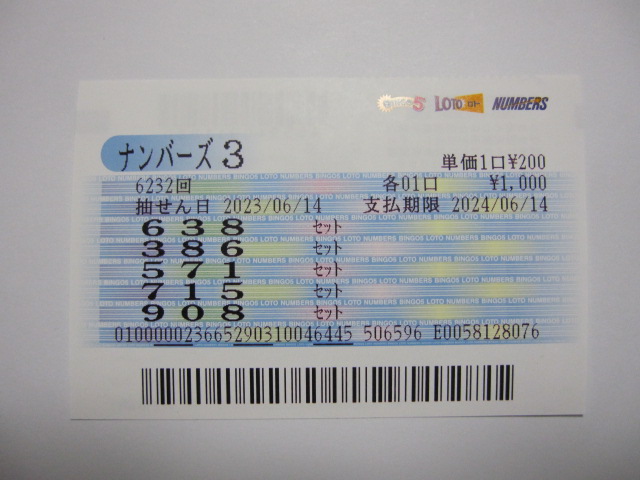 BINGO5 LOTO ロト NUMBERS
ナンバーズ3 単価1口¥200
6232回 各01口 ¥1,000
抽せん日 2023/06/14 支払期限 2024/06/14
638 セット
386 セット
571 セット
715 セット
908 セット
010000023665290310046445 506596 E0058128076